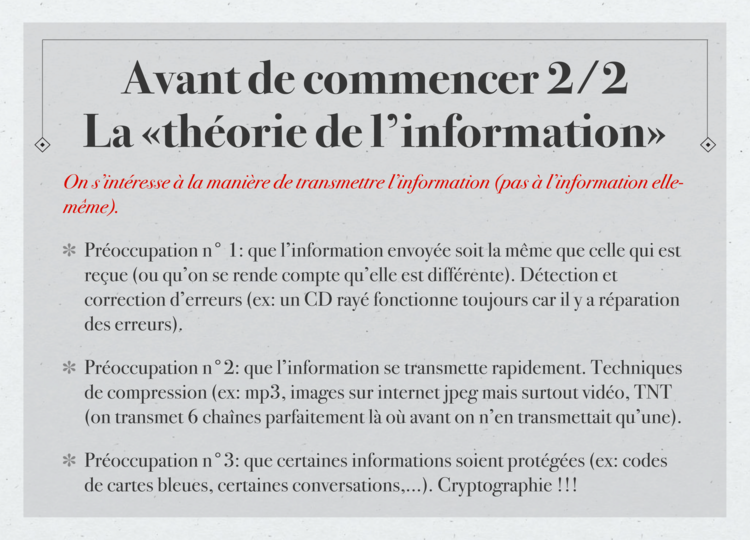 Avant de commencer 2/2
La «théorie de l’information»
On s’intéresse à la manière de transmettre l’information (pas à l’information elle-
même).
✻ Préoccupation n° 1: que l’information envoyée soit la même que celle qui est
reçue (ou qu’on se rende compte qu’elle est différente). Détection et
correction d’erreurs (ex: un CD rayé fonctionne toujours car il y a réparation
des erreurs).
✻ Préoccupation n°2: que l’information se transmette rapidement. Techniques
de compression (ex: mp3, images sur internet jpeg mais surtout vidéo, TNT
(on transmet 6 chaînes parfaitement là où avant on n’en transmettait qu’une).
✻ Préoccupation n°3: que certaines informations soient protégées (ex: codes
de cartes bleues, certaines conversations,...). Cryptographie !!!